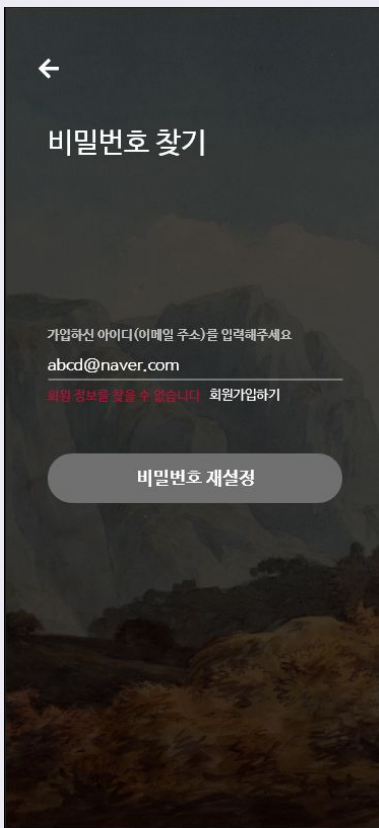 비밀번호 찾기
가입하신 아이디(이메일 주소)를 입력해주세요
abcd@naver.com
회원 정보를 찾을 수 없습니다 회원가입하기
비밀번호 재설정